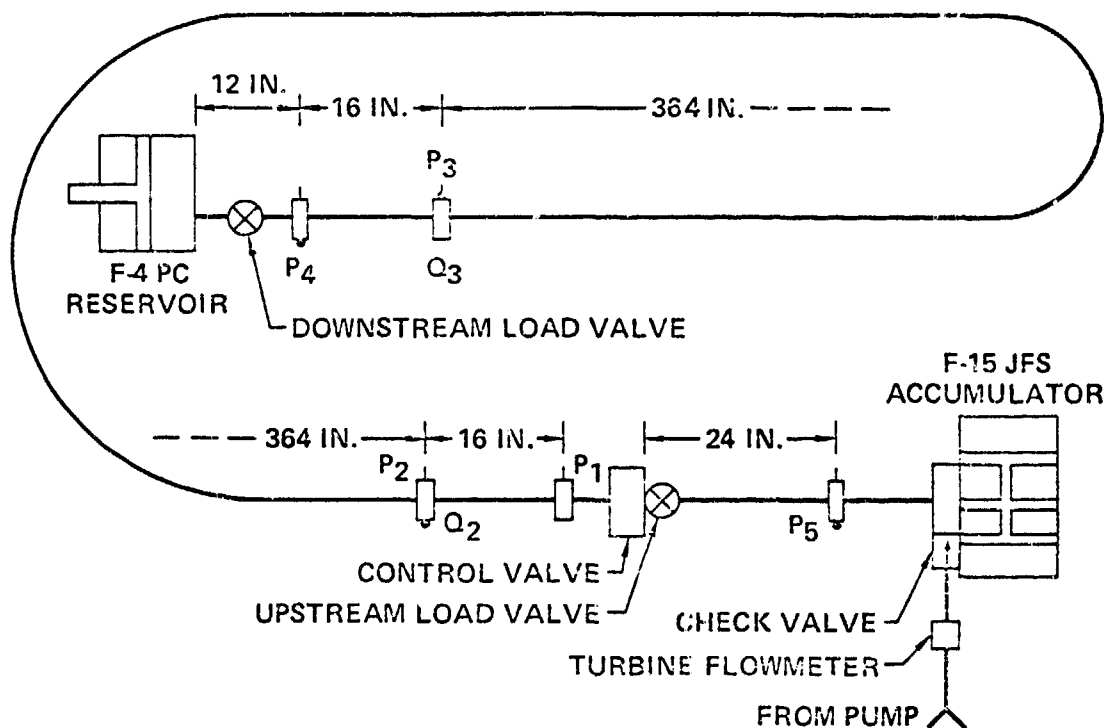 12 IN.
16 IN.
364 IN.
P3
P4
Q3
F-4 PC
RESERVOIR
DOWNSTREAM LOAD VALVE
F-15 JFS
ACCUMULATOR
364 IN.
16 IN.
24 IN.
P2
P1
Q2
P5
CONTROL VALVE
UPSTREAM LOAD VALVE
CHECK VALVE
TURBINE FLOWMETER
FROM PUMP